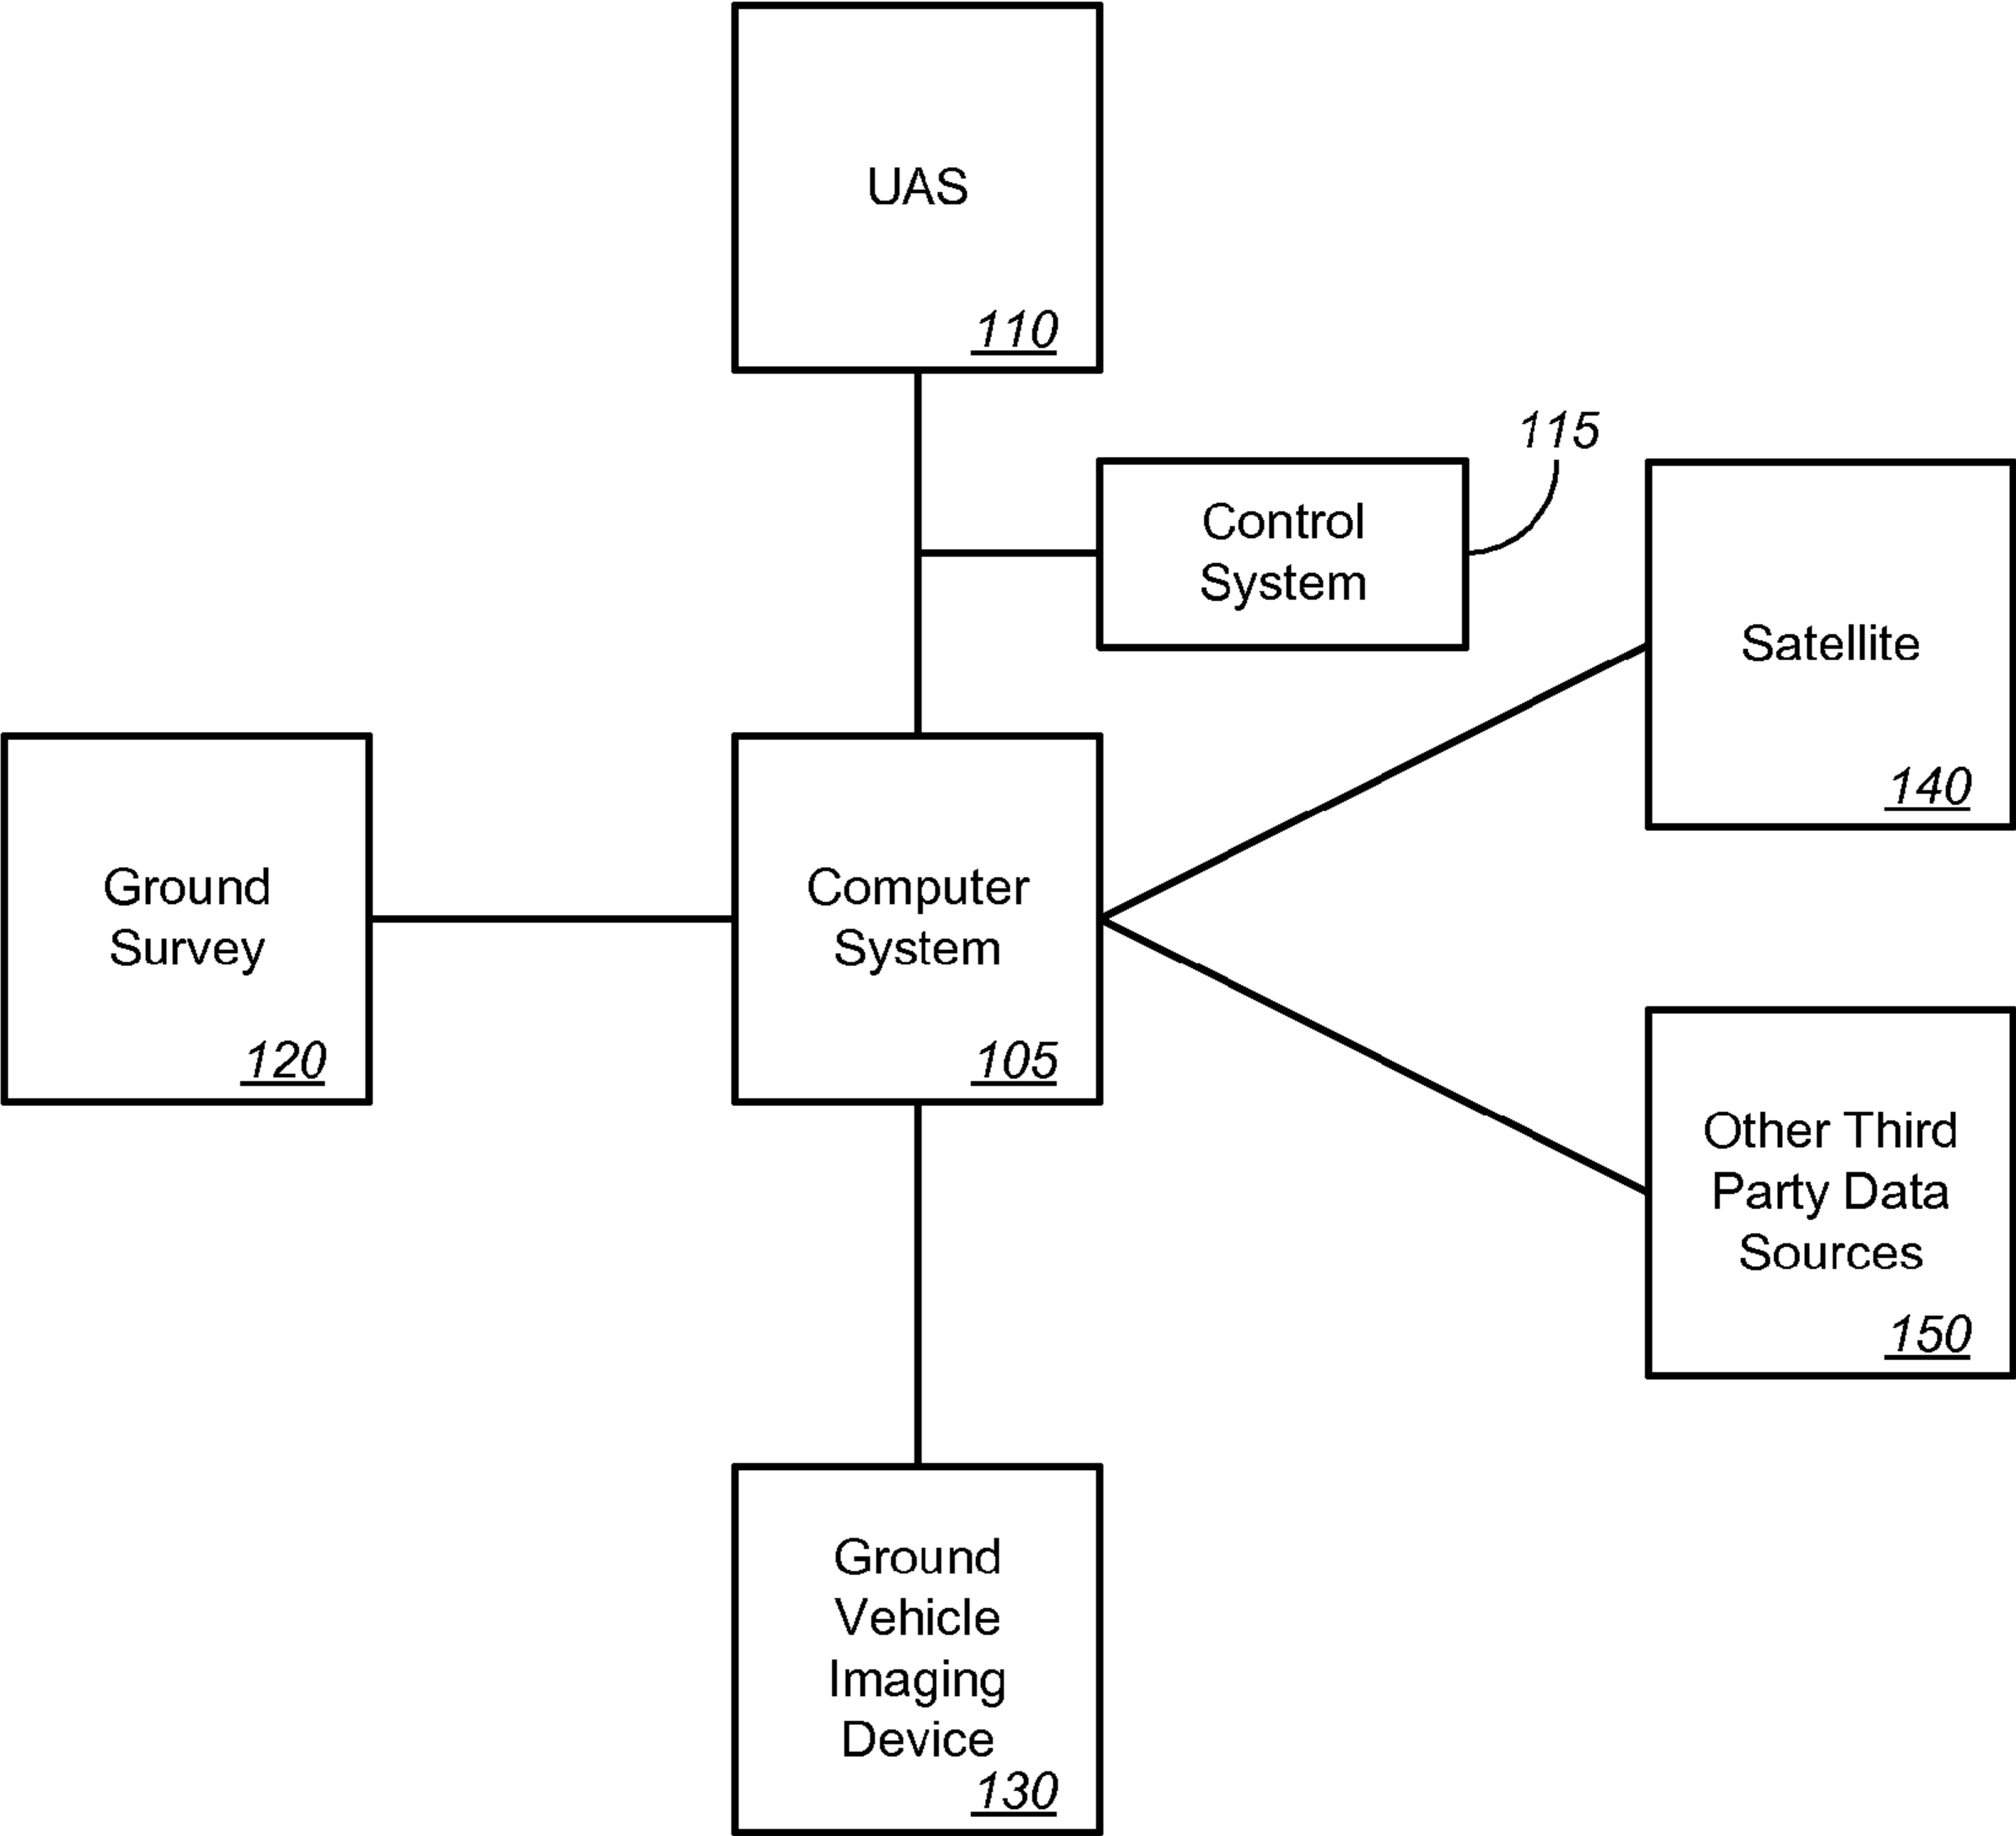 UAS
110
115
Control
System
Satellite
140
Ground
Survey
120
Computer
System
105
Other Third
Party Data
Sources
150
Ground
Vehicle
Imaging
Device
130